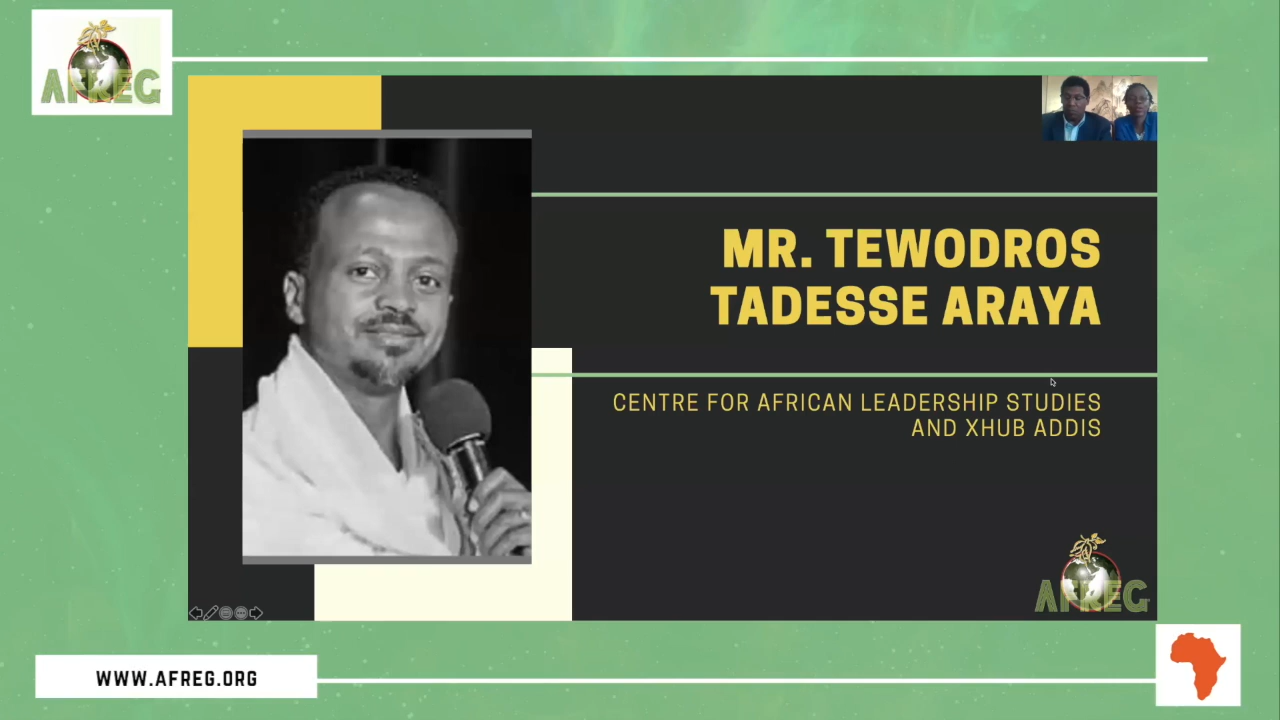 AFREG
MR. TEWODROS
TADESSE ARAYA
CENTRE FOR AFRICAN LEADERSHIP STUDIES
AND XHUB ADDIS
AFREG
WWW.AFREG.ORG